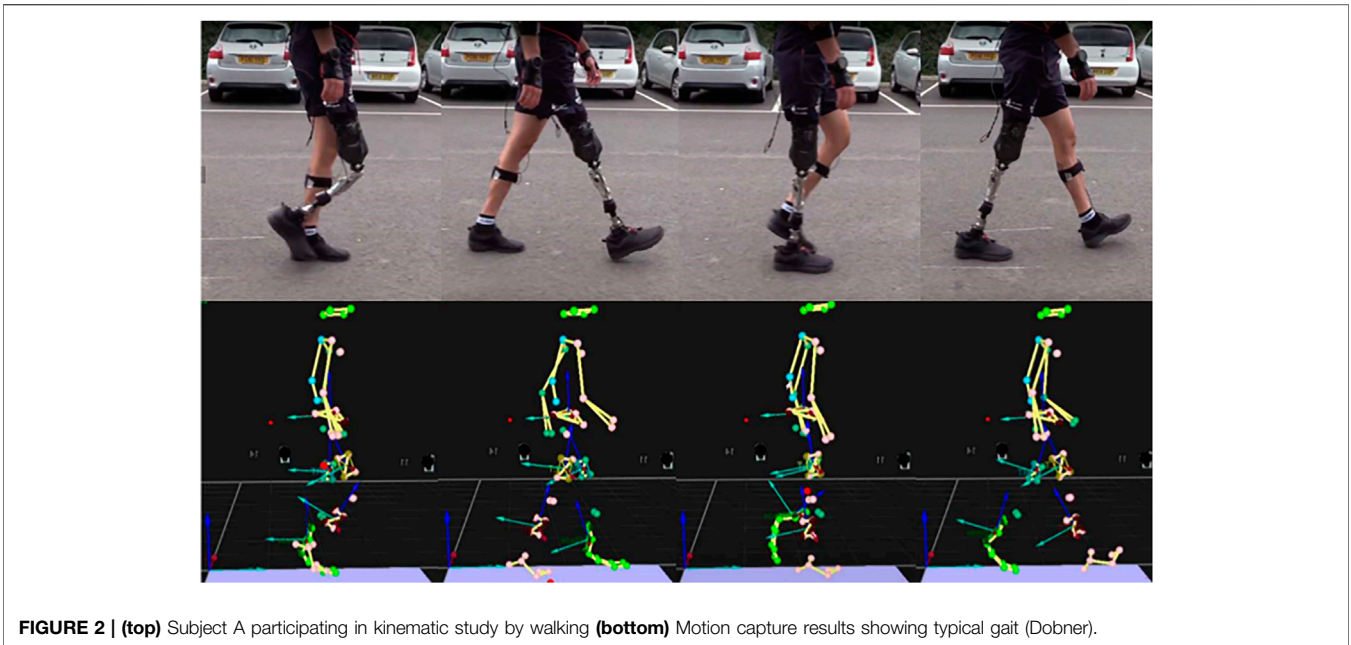 FIGURE 2 | (top) Subject A participating in kinematic study by walking (bottom) Motion capture results showing typical gait (Dobner).